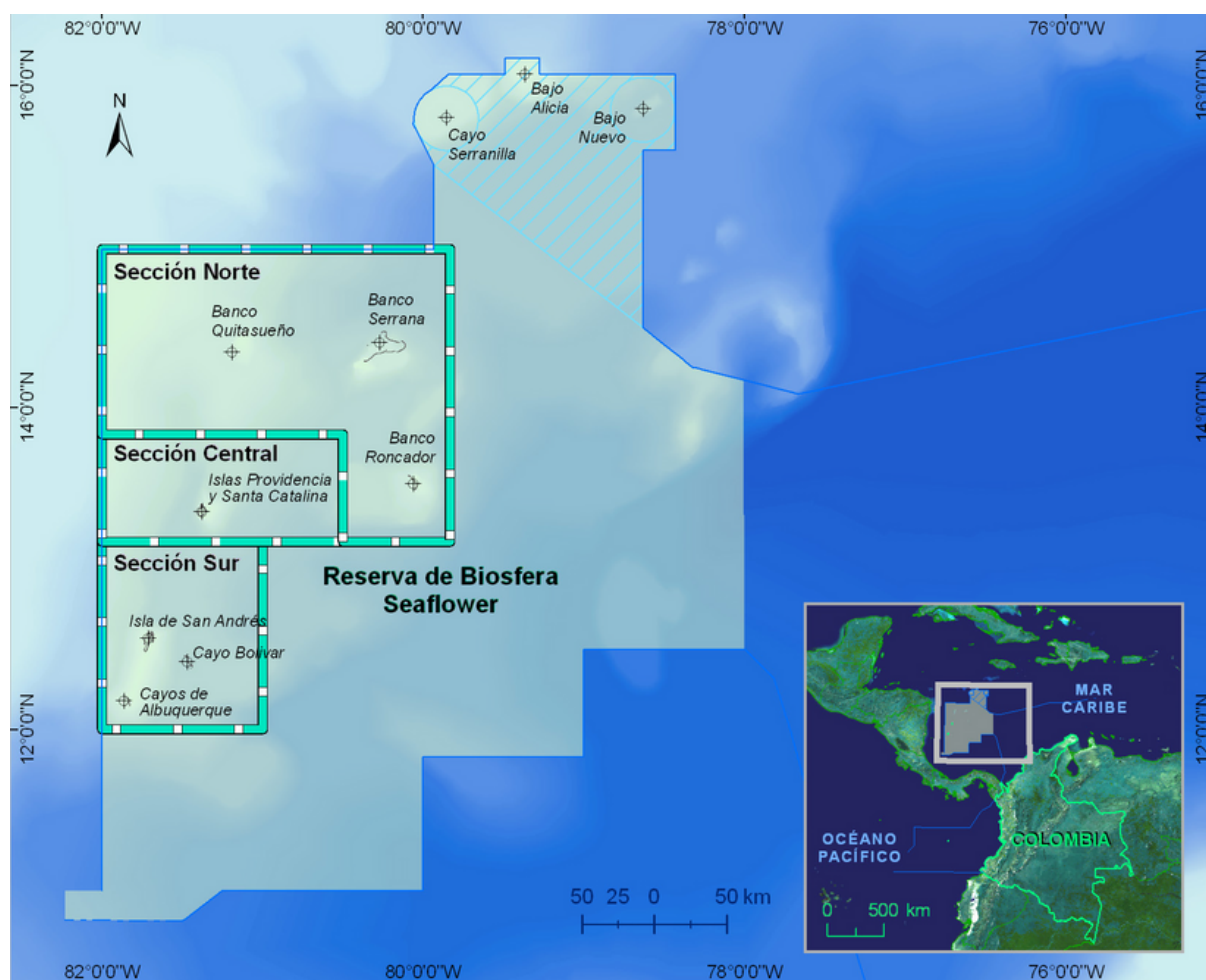 82°0'0"W
80°0'0"W
78°0'0"W
76°0'0"W
16°0'0"N
16°0'0"N
N
Bajo
Alicia
Bajo
Nuevo
Cayo
Serranilla
Sección Norte
Banco
Quitasueño
Banco
Serrana
14°0'0"N
14°0'0"N
Sección Central
Banco
Roncador
Islas Providencia
y Santa Catalina
Sección Sur
Reserva de Biosfera
Seaflower
Isla de San Andrés
Cayo Bolívar
Cayos de
Albuquerque
12°0'0"N
12°0'0"N
MAR
CARIBE
OCÉANO
PACÍFICO
COLOMBIA
0 500 km
50 25 0 50 km
82°0'0"W
80°0'0"W
78°0'0"W
76°0'0"W